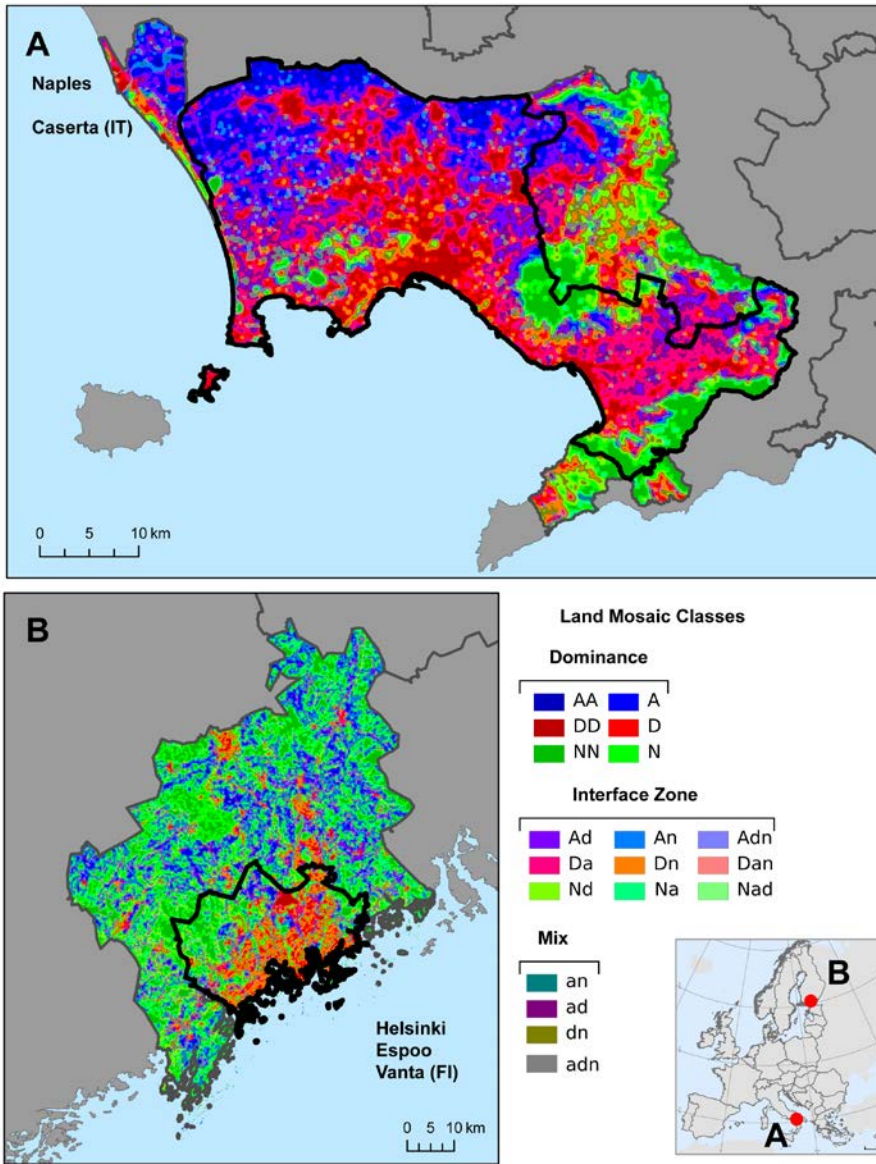 A
Naples
Caserta (IT)
0 5 10 km
B
Helsinki
Espoo
Vanta (FI)
0 5 10 km
Land Mosaic Classes
Dominance
AA A
DD D
NN N
Interface Zone
Ad An Adn
Da Dn Dan
Nd Na Nad
Mix
an
ad
dn
adn
B
A